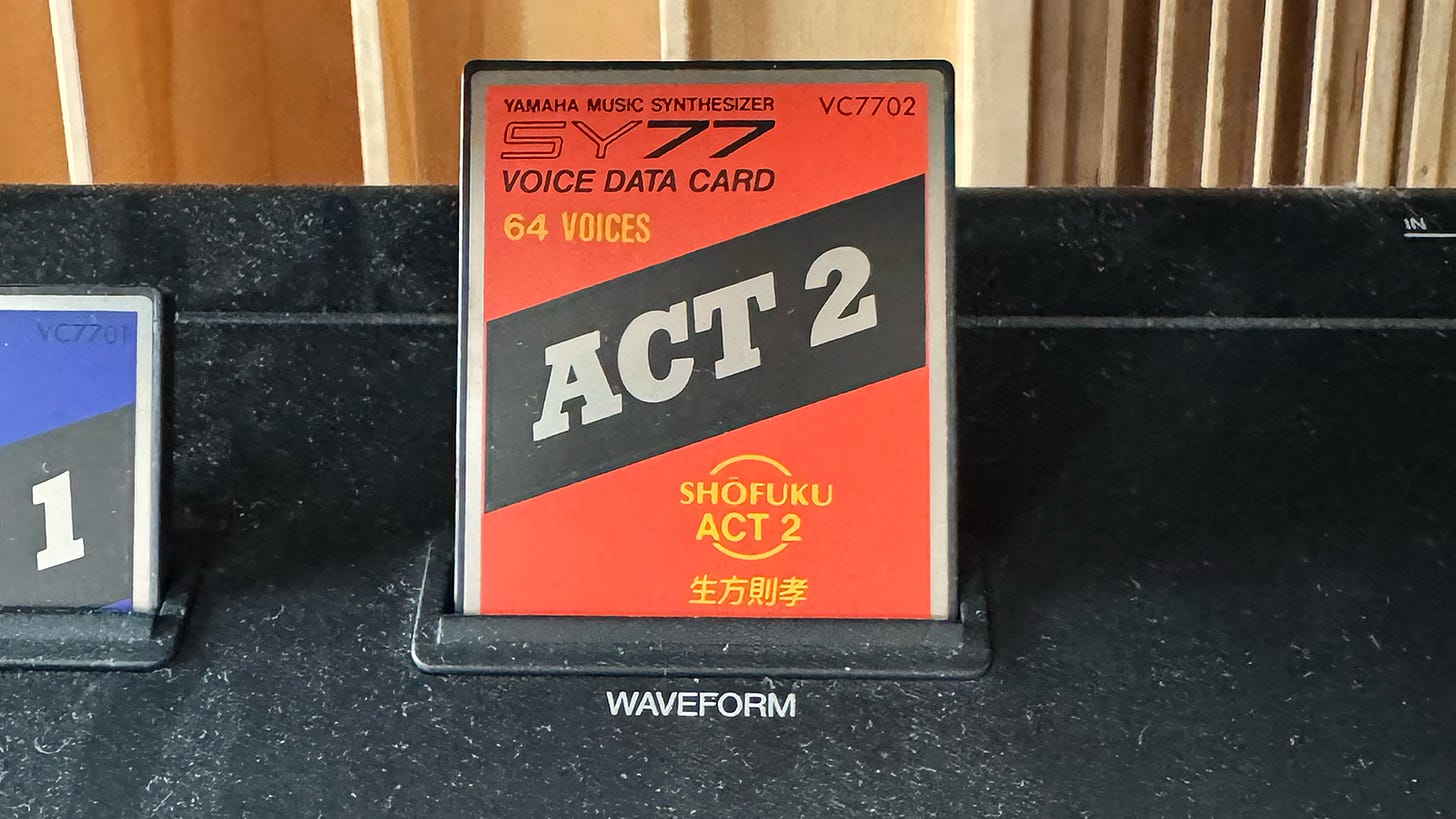 YAMAHA MUSIC SYNTHESIZER
VC7702
SY77
VOICE DATA CARD
64 VOICES
ACT 2
SHŌFUKU
ACT 2
生方則孝
WAVEFORM
VC7701
1
IN